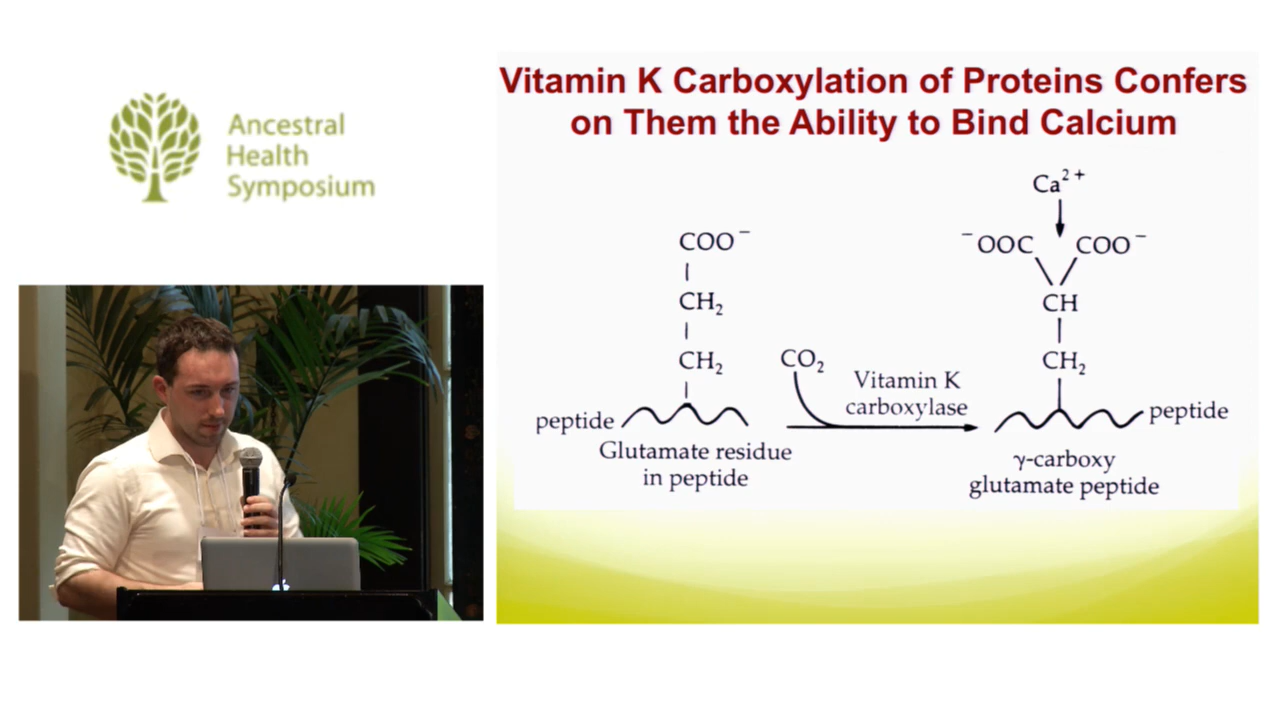 Ancestral
Health
Symposium
Vitamin K Carboxylation of Proteins Confers
on Them the Ability to Bind Calcium
COO⁻
CH₂
CH₂
peptide
Glutamate residue
in peptide
CO₂
Vitamin K
carboxylase
Ca²⁺
⁻OOC COO⁻
CH
CH₂
peptide
γ-carboxy
glutamate peptide